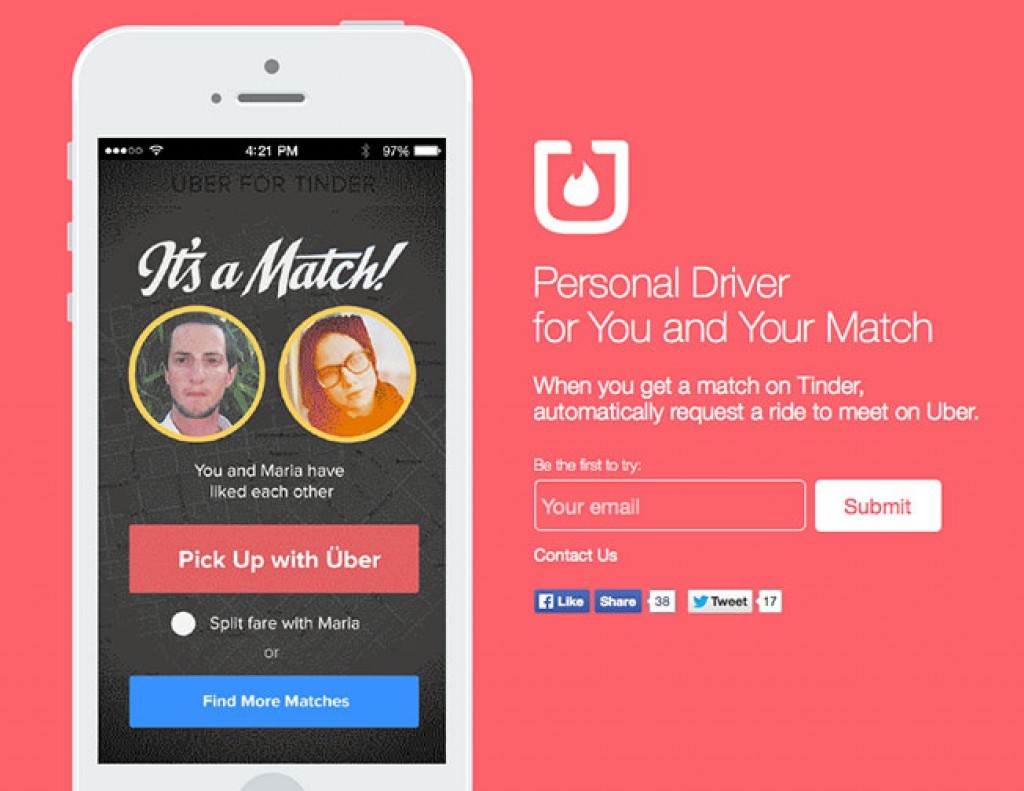 4:21 PM
97%
UBER FOR TINDER
It's a Match!
You and Maria have
liked each other
Pick Up with Über
Split fare with Maria
or
Find More Matches
Personal Driver
for You and Your Match
When you get a match on Tinder,
automatically request a ride to meet on Uber.
Be the first to try:
Your email
Submit
Contact Us
Like
Share
38
Tweet
17